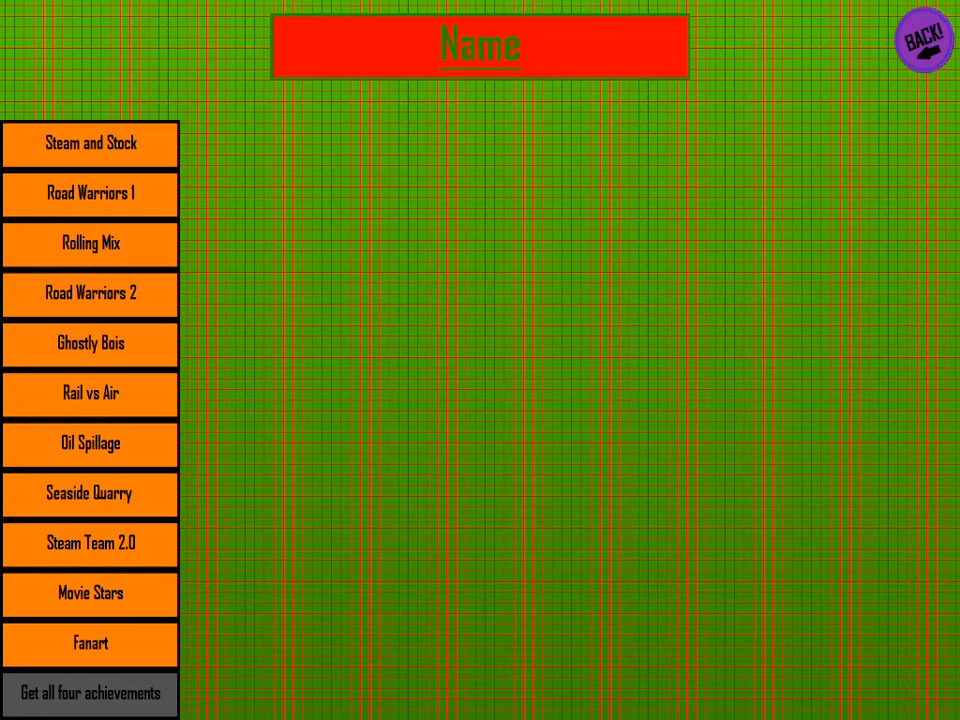 Name
BACK!
Steam and Stock
Road Warriors 1
Rolling Mix
Road Warriors 2
Ghostly Bois
Rail vs Air
Oil Spillage
Seaside Quarry
Steam Team 2.0
Movie Stars
Fanart
Get all four achievements